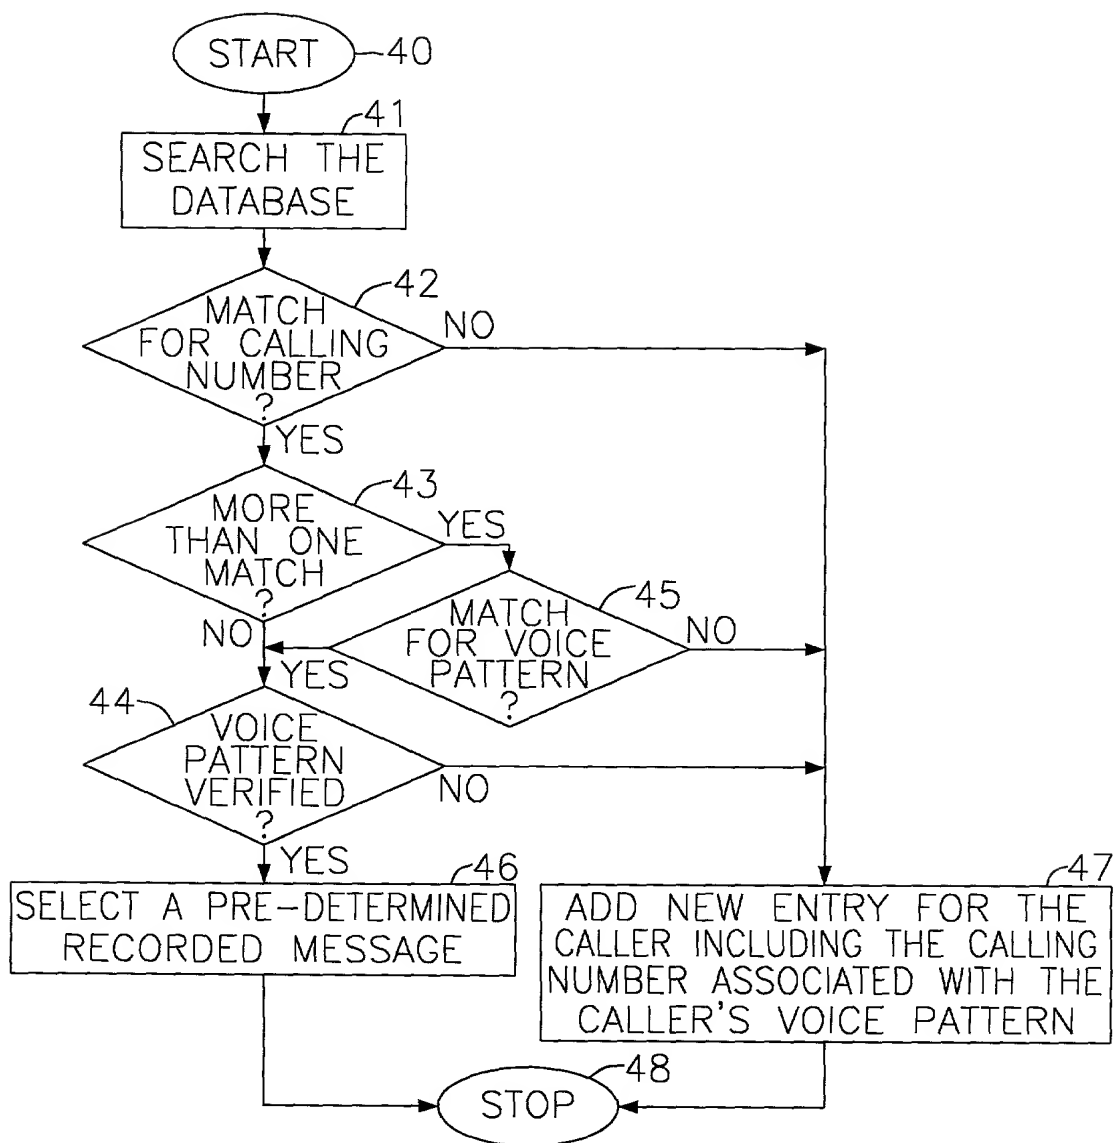 START
40
41
SEARCH THE
DATABASE
42
MATCH
FOR CALLING
NUMBER
?
NO
YES
43
MORE
THAN ONE
MATCH
?
YES
NO
45
MATCH
FOR VOICE
PATTERN
?
NO
YES
44
VOICE
PATTERN
VERIFIED
?
NO
YES
46
SELECT A PRE-DETERMINED
RECORDED MESSAGE
47
ADD NEW ENTRY FOR THE
CALLER INCLUDING THE CALLING
NUMBER ASSOCIATED WITH THE
CALLER'S VOICE PATTERN
48
STOP